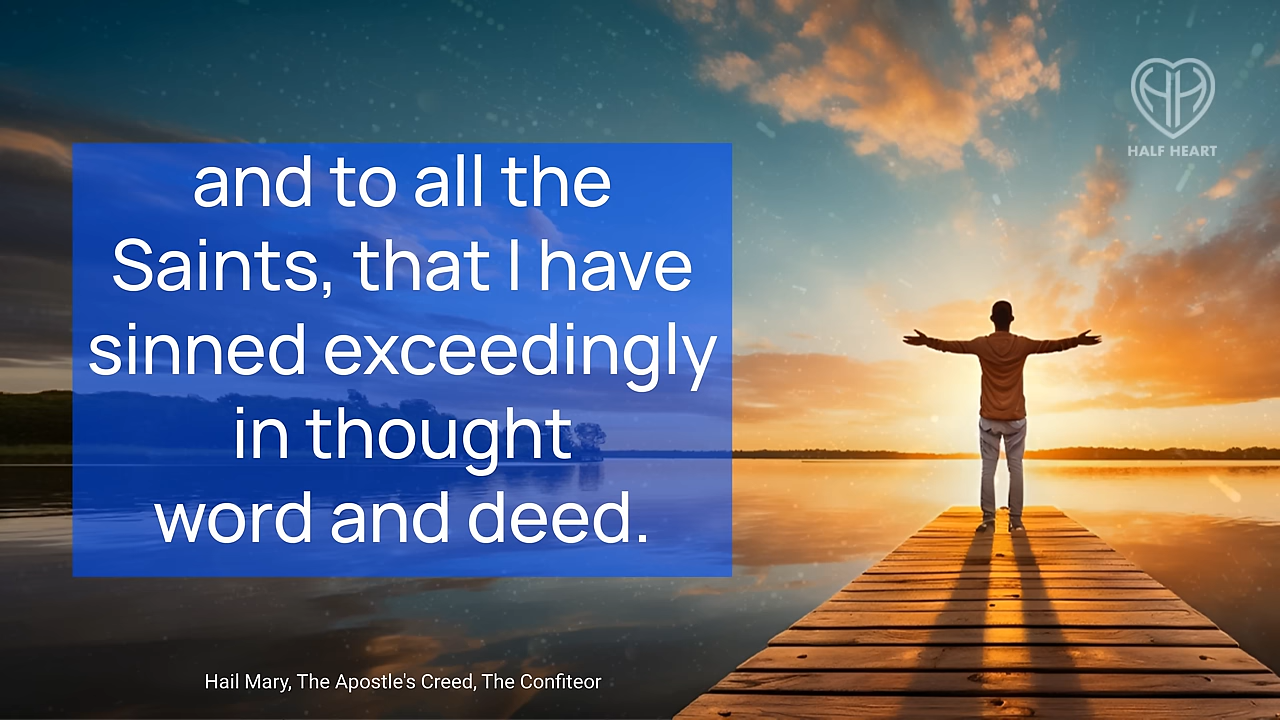 and to all the
Saints, that I have
sinned exceedingly
in thought
word and deed.
Hail Mary, The Apostle's Creed, The Confiteor
HALF HEART